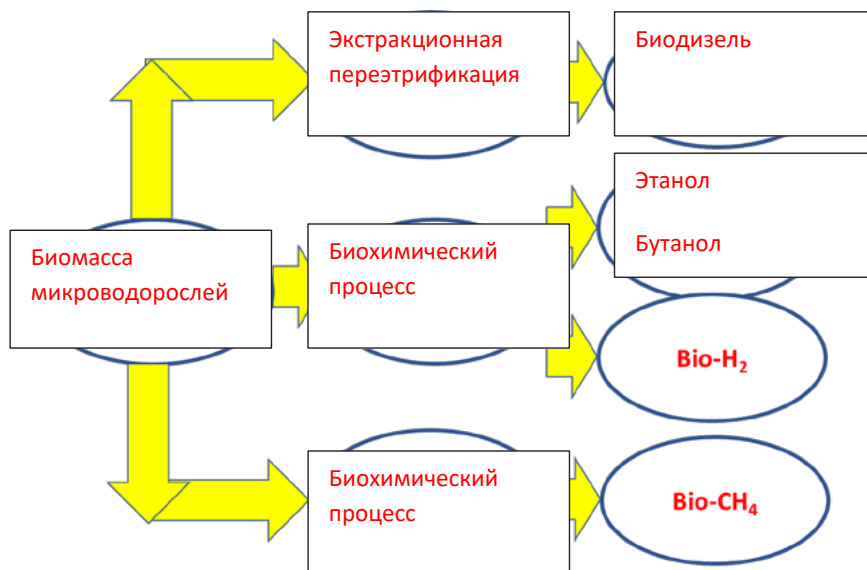 Экстракционная
переэтрификация
Биодизель
Этанол
Бутанол
Биомасса
микроводорослей
Биохимический
процесс
Bio-H₂
Биохимический
процесс
Bio-CH₄